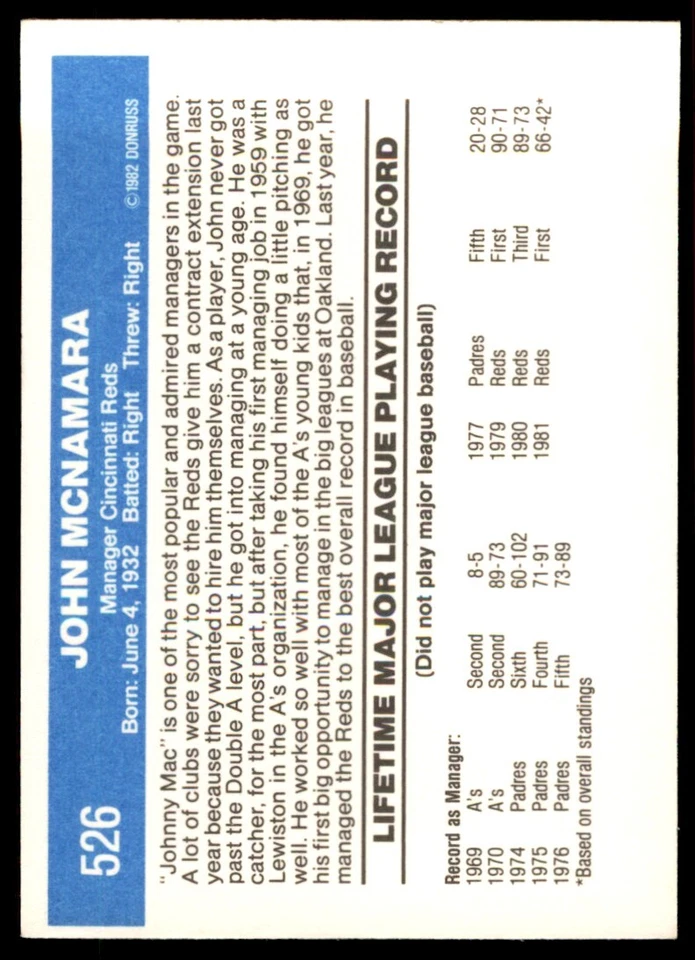 526
JOHN MCNAMARA
Manager Cincinnati Reds
Born: June 4, 1932 Batted: Right Threw: Right ©1982 DONRUSS
"Johnny Mac" is one of the most popular and admired managers in the game.
A lot of clubs were sorry to see the Reds give him a contract extension last
year because they wanted to hire him themselves. As a player, John never got
past the Double A level, but he got into managing at a young age. He was a
catcher, for the most part, but after taking his first managing job in 1959 with
Lewiston in the A's organization, he found himself doing a little pitching as
well. He worked so well with most of the A's young kids that, in 1969, he got
his first big opportunity to manage in the big leagues at Oakland. Last year, he
managed the Reds to the best overall record in baseball.
LIFETIME MAJOR LEAGUE PLAYING RECORD
(Did not play major league baseball)
Record as Manager:
1969 A's Second 8-5 1977 Padres Fifth 20-28
1970 A's Second 89-73 1979 Reds First 90-71
1974 Padres Sixth 60-102 1980 Reds Third 89-73
1975 Padres Fourth 71-91 1981 Reds First 66-42*
1976 Padres Fifth 73-89
*Based on overall standings